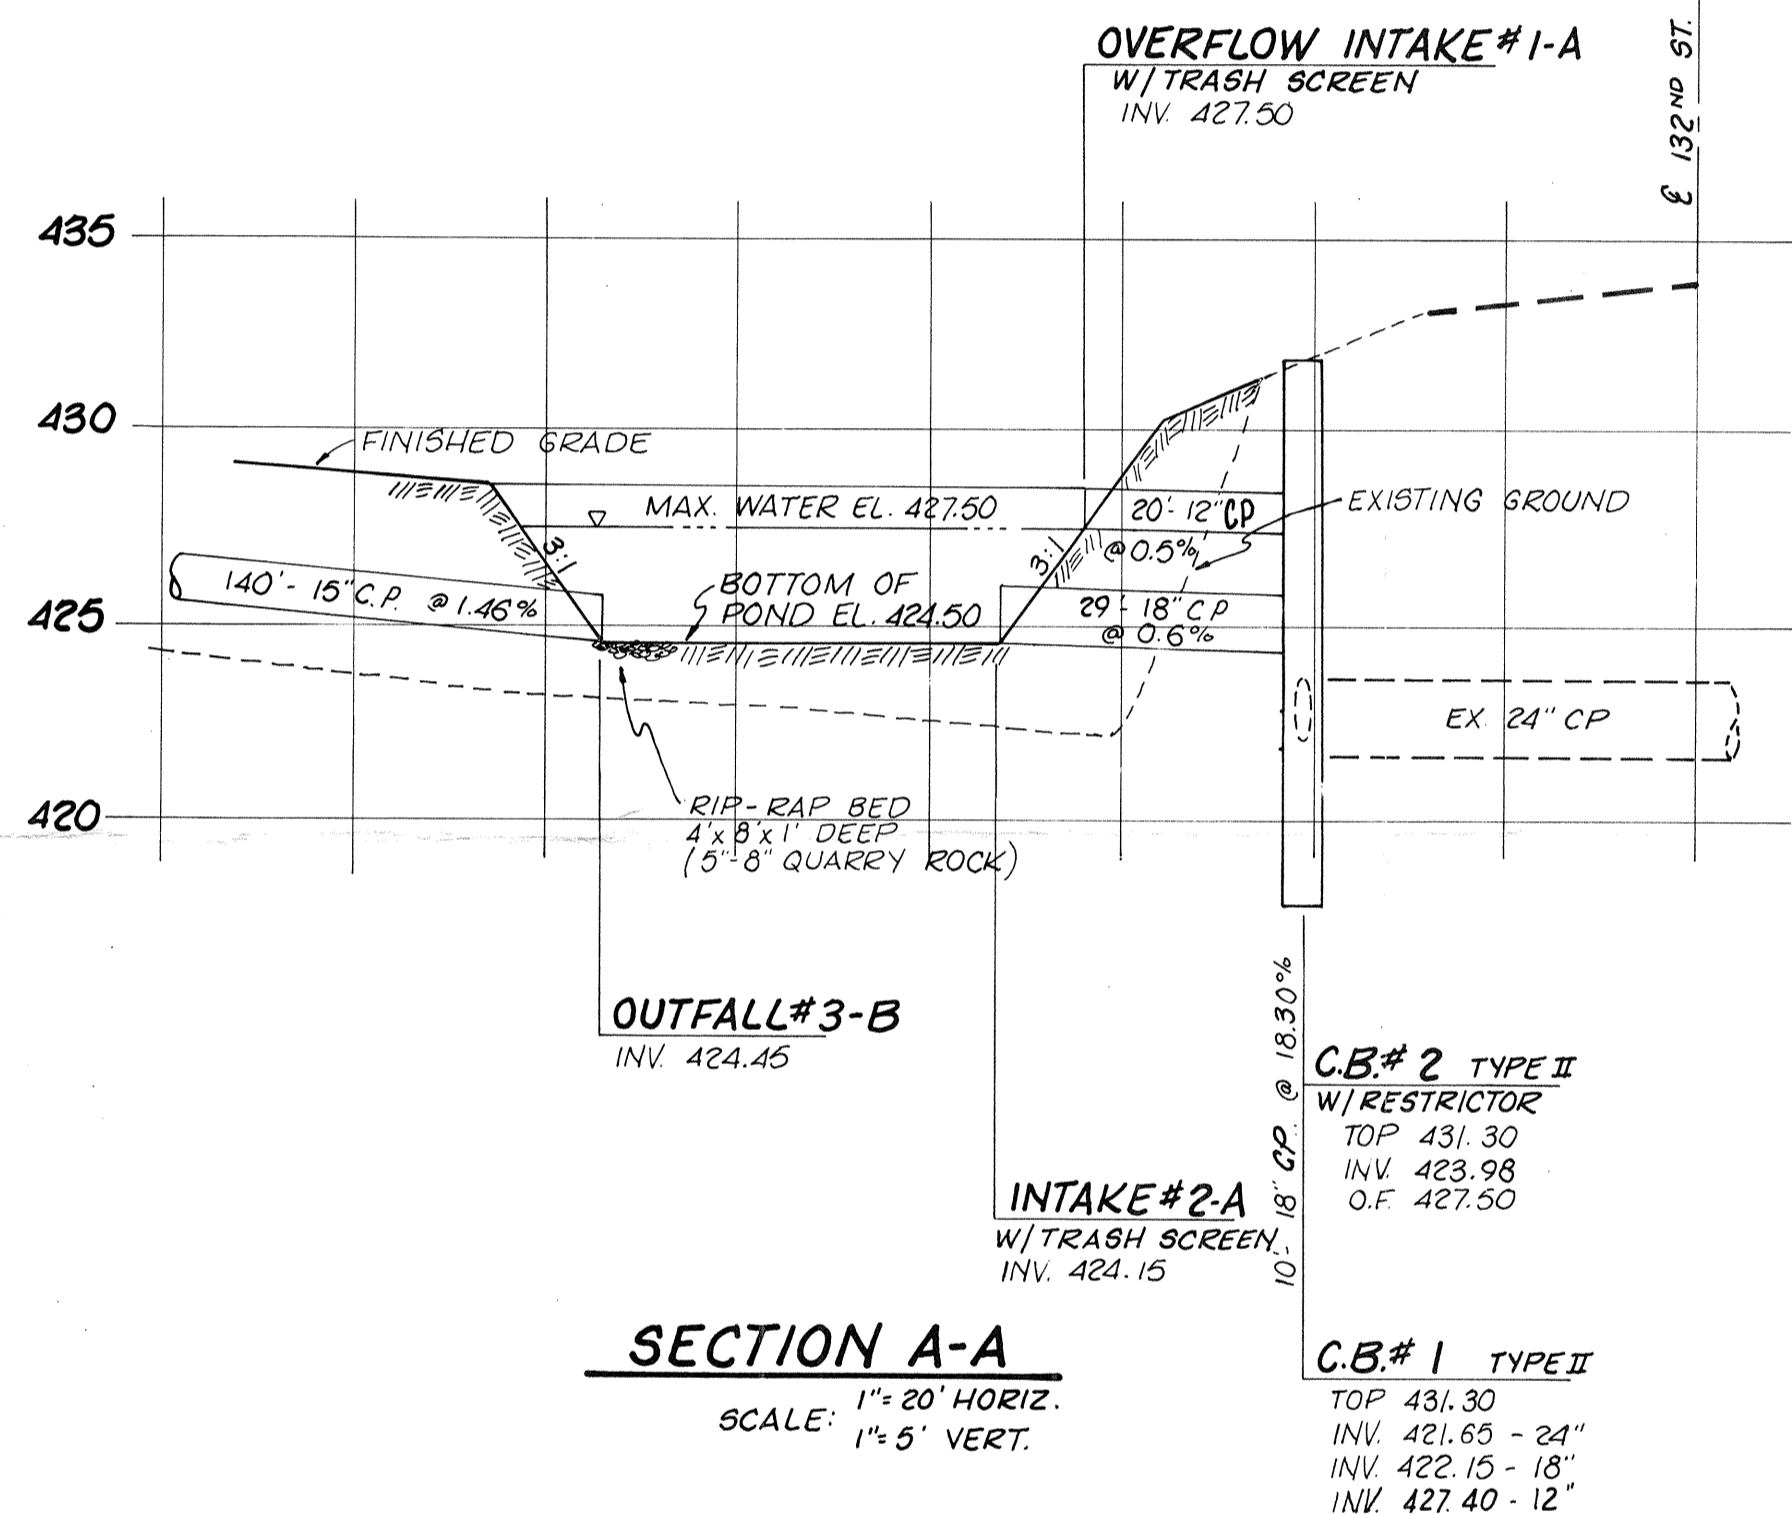 OVERFLOW INTAKE #1-A
W/ TRASH SCREEN
INV. 427.50
℄ 132ND ST.
435
430
425
420
FINISHED GRADE
MAX. WATER EL. 427.50
20'- 12" CP
@ 0.5%
EXISTING GROUND
3:1
3:1
140'- 15" C.P. @ 1.46%
BOTTOM OF
POND EL. 424.50
29'- 18" CP
@ 0.6%
EX. 24" CP
RIP-RAP BED
4'x 8'x 1' DEEP
(5"-8" QUARRY ROCK)
OUTFALL #3-B
INV. 424.45
10'- 18" CP. @ 18.30%
C.B.# 2 TYPE II
W/ RESTRICTOR
TOP 431.30
INV. 423.98
O.F. 427.50
INTAKE #2-A
W/ TRASH SCREEN
INV. 424.15
C.B.# 1 TYPE II
TOP 431.30
INV. 421.65 - 24"
INV. 422.15 - 18"
INV. 427.40 - 12"
SECTION A-A
SCALE: 1"= 20' HORIZ.
1"= 5' VERT.